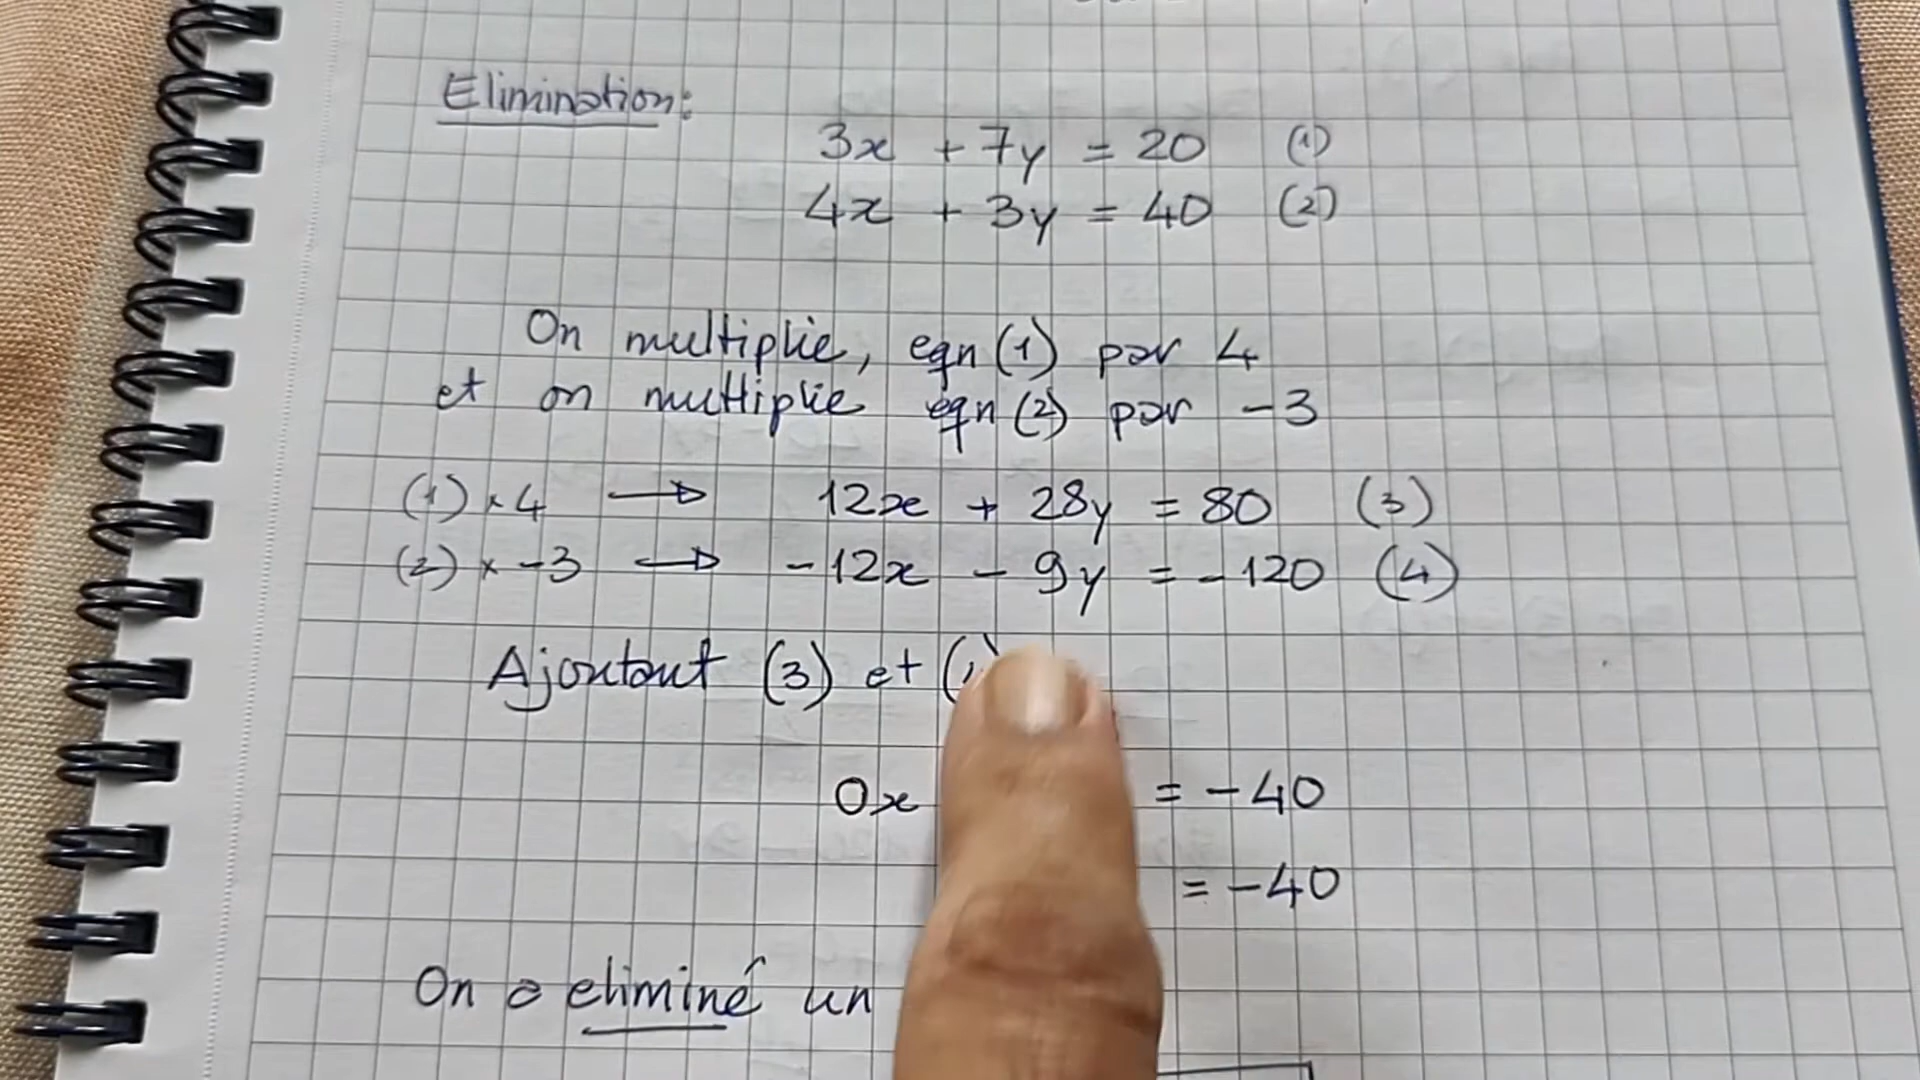 Elimination:
3x + 7y = 20 (1)
4x + 3y = 40 (2)
On multiplie, eqn (1) par 4
et on multiplie eqn (2) par -3
(1) × 4 → 12x + 28y = 80 (3)
(2) × -3 → -12x - 9y = -120 (4)
Ajoutant (3) et
0x = -40
= -40
On a eliminé un